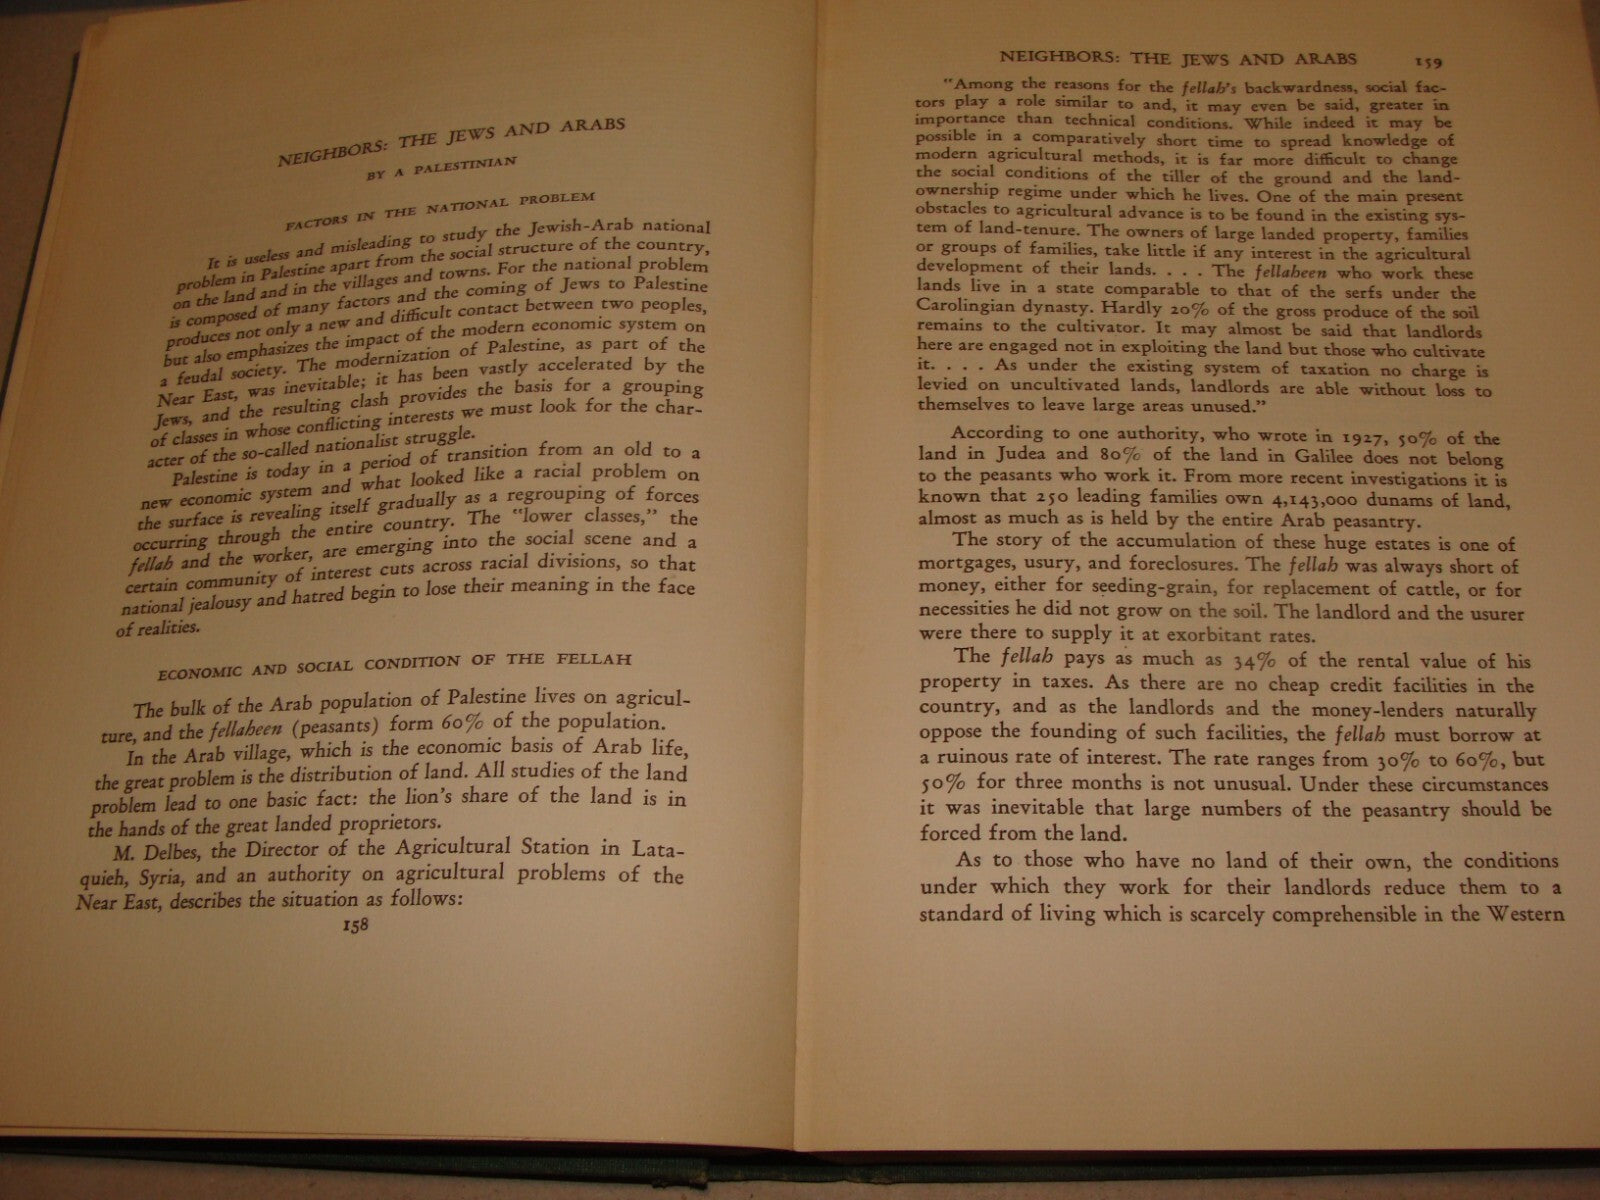 NEIGHBORS: THE JEWS AND ARABS
BY A PALESTINIAN
FACTORS IN THE NATIONAL PROBLEM
It is useless and misleading to study the Jewish-Arab national
problem in Palestine apart from the social structure of the country,
on the land and in the villages and towns. For the national problem
is composed of many factors and the coming of Jews to Palestine
produces not only a new and difficult contact between two peoples,
but also emphasizes the impact of the modern economic system on
a feudal society. The modernization of Palestine, as part of the
Near East, was inevitable; it has been vastly accelerated by the
Jews, and the resulting clash provides the basis for a grouping
of classes in whose conflicting interests we must look for the char-
acter of the so-called nationalist struggle.
Palestine is today in a period of transition from an old to a
new economic system and what looked like a racial problem on
the surface is revealing itself gradually as a regrouping of forces
occurring through the entire country. The "lower classes," the
fellah and the worker, are emerging into the social scene and a
certain community of interest cuts across racial divisions, so that
national jealousy and hatred begin to lose their meaning in the face
of realities.
ECONOMIC AND SOCIAL CONDITION OF THE FELLAH
The bulk of the Arab population of Palestine lives on agricul-
ture, and the fellaheen (peasants) form 60% of the population.
In the Arab village, which is the economic basis of Arab life,
the great problem is the distribution of land. All studies of the land
problem lead to one basic fact: the lion's share of the land is in
the hands of the great landed proprietors.
M. Delbes, the Director of the Agricultural Station in Lata-
quieh, Syria, and an authority on agricultural problems of the
Near East, describes the situation as follows:
158
NEIGHBORS: THE JEWS AND ARABS 159
"Among the reasons for the fellah's backwardness, social fac-
tors play a role similar to and, it may even be said, greater in
importance than technical conditions. While indeed it may be
possible in a comparatively short time to spread knowledge of
modern agricultural methods, it is far more difficult to change
the social conditions of the tiller of the ground and the land-
ownership regime under which he lives. One of the main present
obstacles to agricultural advance is to be found in the existing sys-
tem of land-tenure. The owners of large landed property, families
or groups of families, take little if any interest in the agricultural
development of their lands. . . . The fellaheen who work these
lands live in a state comparable to that of the serfs under the
Carolingian dynasty. Hardly 20% of the gross produce of the soil
remains to the cultivator. It may almost be said that landlords
here are engaged not in exploiting the land but those who cultivate
it. . . . As under the existing system of taxation no charge is
levied on uncultivated lands, landlords are able without loss to
themselves to leave large areas unused."
According to one authority, who wrote in 1927, 50% of the
land in Judea and 80% of the land in Galilee does not belong
to the peasants who work it. From more recent investigations it is
known that 250 leading families own 4,143,000 dunams of land,
almost as much as is held by the entire Arab peasantry.
The story of the accumulation of these huge estates is one of
mortgages, usury, and foreclosures. The fellah was always short of
money, either for seeding-grain, for replacement of cattle, or for
necessities he did not grow on the soil. The landlord and the usurer
were there to supply it at exorbitant rates.
The fellah pays as much as 34% of the rental value of his
property in taxes. As there are no cheap credit facilities in the
country, and as the landlords and the money-lenders naturally
oppose the founding of such facilities, the fellah must borrow at
a ruinous rate of interest. The rate ranges from 30% to 60%, but
50% for three months is not unusual. Under these circumstances
it was inevitable that large numbers of the peasantry should be
forced from the land.
As to those who have no land of their own, the conditions
under which they work for their landlords reduce them to a
standard of living which is scarcely comprehensible in the Western